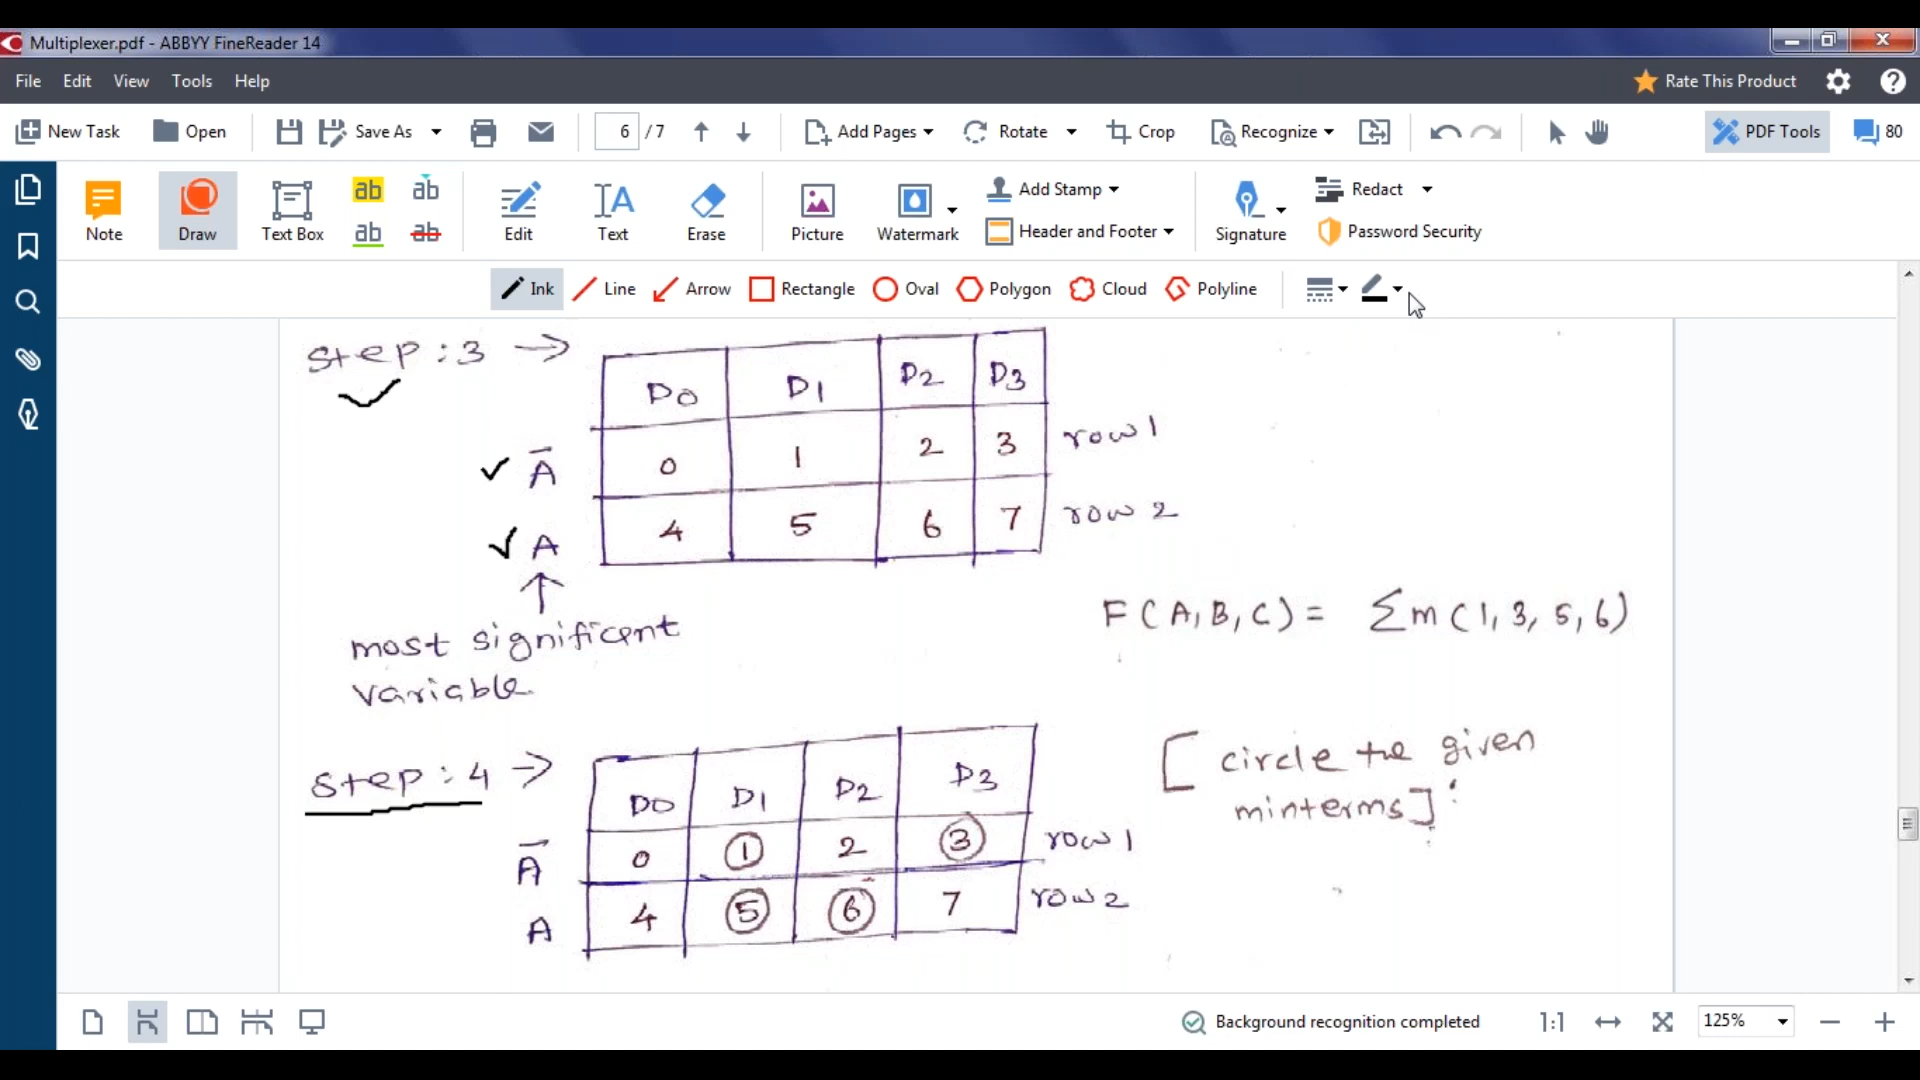 Multiplexer.pdf - ABBYY FineReader 14
File Edit View Tools Help
Rate This Product
New Task Open Save As 6 / 7 Add Pages Rotate Crop Recognize PDF Tools 80
Note Draw Text Box ab ab ab ab Edit Text Erase Picture Watermark Add Stamp Header and Footer Signature Redact Password Security
Ink Line Arrow Rectangle Oval Polygon Cloud Polyline
Step:3 →
D0 D1 D2 D3
Ā 0 1 2 3 row 1
A 4 5 6 7 row 2
most significant
variable.
F(A,B,C) = Σm(1,3,5,6)
Step:4 →
D0 D1 D2 D3
Ā 0 1 2 3 row 1
A 4 5 6 7 row 2
[circle the given
minterms]
Background recognition completed 1:1 125%